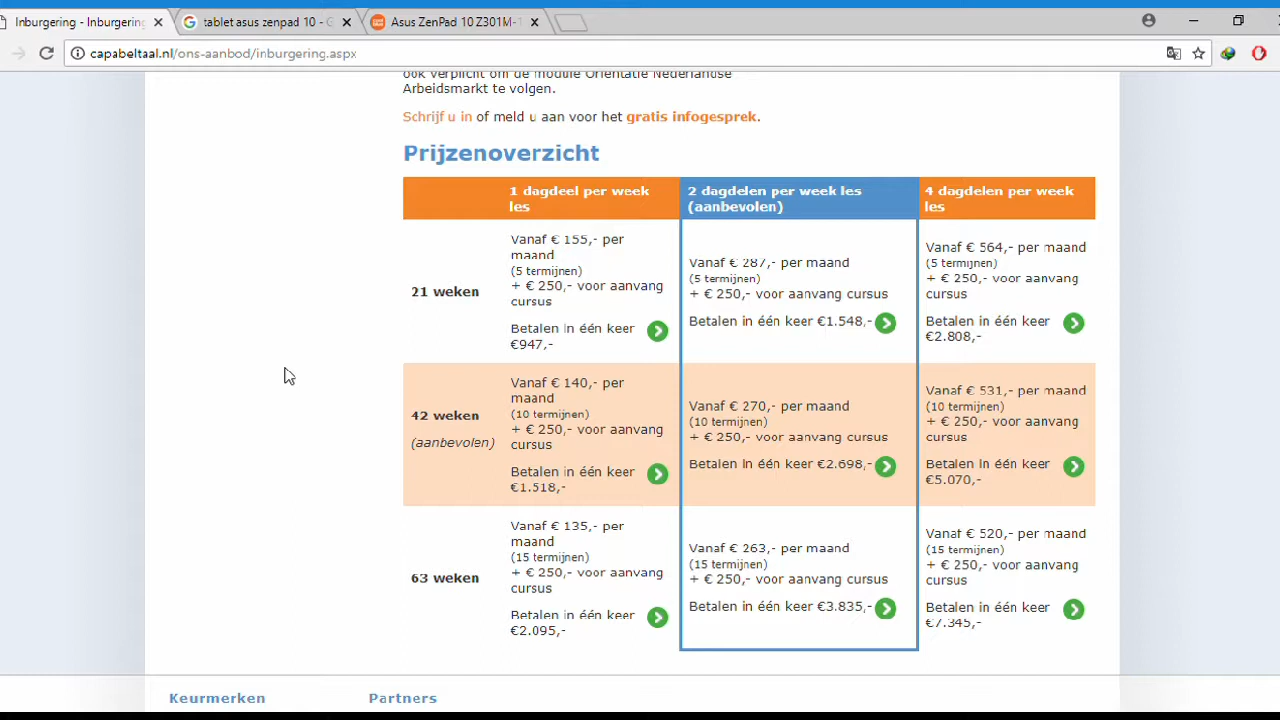 Inburgering - Inburgering
tablet asus zenpad 10 - G
Asus ZenPad 10 Z301M-1
capabeltaal.nl/ons-aanbod/inburgering.aspx
ook verplicht om de module Oriëntatie Nederlandse
Arbeidsmarkt te volgen.
Schrijf u in of meld u aan voor het gratis infogesprek.
Prijzenoverzicht
1 dagdeel per week
les
2 dagdelen per week les
(aanbevolen)
4 dagdelen per week
les
21 weken
Vanaf € 155,- per
maand
(5 termijnen)
+ € 250,- voor aanvang
cursus
Betalen in één keer
€947,-
Vanaf € 287,- per maand
(5 termijnen)
+ € 250,- voor aanvang cursus
Betalen in één keer €1.548,-
Vanaf € 564,- per maand
(5 termijnen)
+ € 250,- voor aanvang
cursus
Betalen in één keer
€2.808,-
42 weken
(aanbevolen)
Vanaf € 140,- per
maand
(10 termijnen)
+ € 250,- voor aanvang
cursus
Betalen in één keer
€1.518,-
Vanaf € 270,- per maand
(10 termijnen)
+ € 250,- voor aanvang cursus
Betalen in één keer €2.698,-
Vanaf € 531,- per maand
(10 termijnen)
+ € 250,- voor aanvang
cursus
Betalen in één keer
€5.070,-
63 weken
Vanaf € 135,- per
maand
(15 termijnen)
+ € 250,- voor aanvang
cursus
Betalen in één keer
€2.095,-
Vanaf € 263,- per maand
(15 termijnen)
+ € 250,- voor aanvang cursus
Betalen in één keer €3.835,-
Vanaf € 520,- per maand
(15 termijnen)
+ € 250,- voor aanvang
cursus
Betalen in één keer
€7.345,-
Keurmerken
Partners